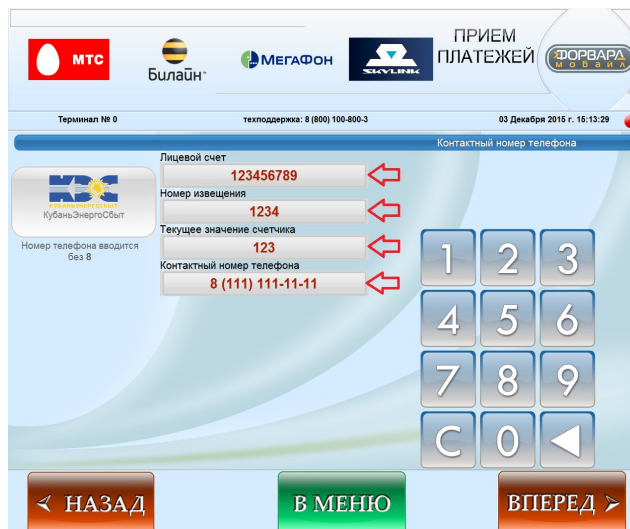 мтс
Билайн™
МЕГАФОН
SKYLINK
ПРИЕМ
ПЛАТЕЖЕЙ
ФОРВАРД
мобайл
Терминал № 0
техподдержка: 8 (800) 100-800-3
03 Декабря 2015 г. 15:13:29
Контактный номер телефона
Лицевой счет
123456789
Номер извещения
1234
Текущее значение счетчика
123
Контактный номер телефона
8 (111) 111-11-11
КЭС
КУБАНЬЭНЕРГОСБЫТ
КубаньЭнергоСбыт
Номер телефона вводится
без 8
1 2 3
4 5 6
7 8 9
C 0
НАЗАД
В МЕНЮ
ВПЕРЕД